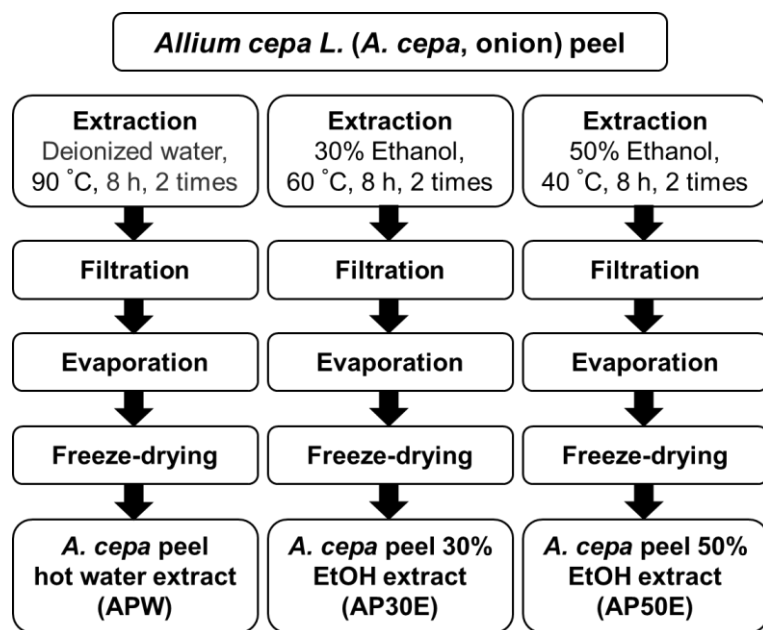 Allium cepa L. (A. cepa, onion) peel
Extraction
Deionized water,
90 ˚C, 8 h, 2 times
Filtration
Evaporation
Freeze-drying
A. cepa peel
hot water extract
(APW)
Extraction
30% Ethanol,
60 ˚C, 8 h, 2 times
Filtration
Evaporation
Freeze-drying
A. cepa peel 30%
EtOH extract
(AP30E)
Extraction
50% Ethanol,
40 ˚C, 8 h, 2 times
Filtration
Evaporation
Freeze-drying
A. cepa peel 50%
EtOH extract
(AP50E)